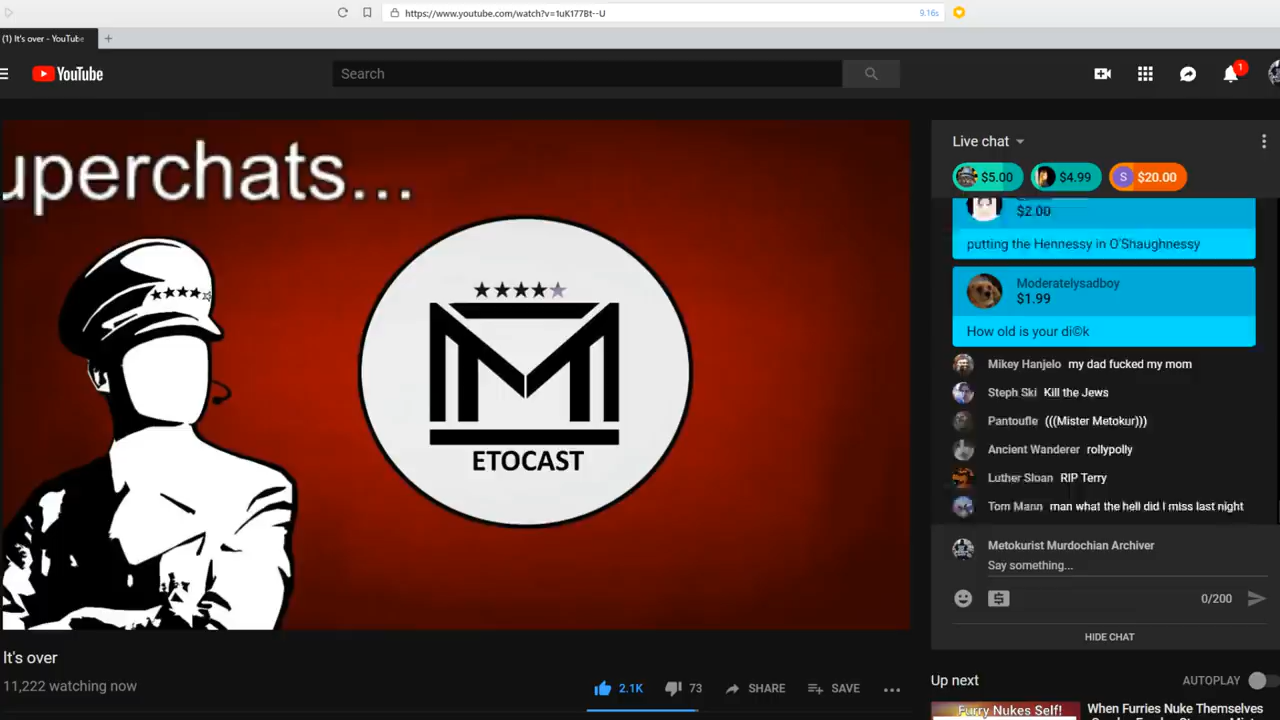 https://www.youtube.com/watch?v=1uK177Bt--U
9.16s
(1) It's over - YouTube
YouTube
Search
1
uperchats...
ETOCAST
Live chat
$5.00
$4.99
S
$20.00
$2.00
putting the Hennessy in O'Shaughnessy
Moderatelysadboy
$1.99
How old is your di©k
Mikey Hanjelo my dad fucked my mom
Steph Ski Kill the Jews
Pantoufle (((Mister Metokur)))
Ancient Wanderer rollypolly
Luther Sloan RIP Terry
Tom Mann man what the hell did I miss last night
Metokurist Murdochian Archiver
Say something...
0/200
HIDE CHAT
It's over
11,222 watching now
2.1K
73
SHARE
SAVE
Up next
AUTOPLAY
Furry Nukes Self!
When Furries Nuke Themselves